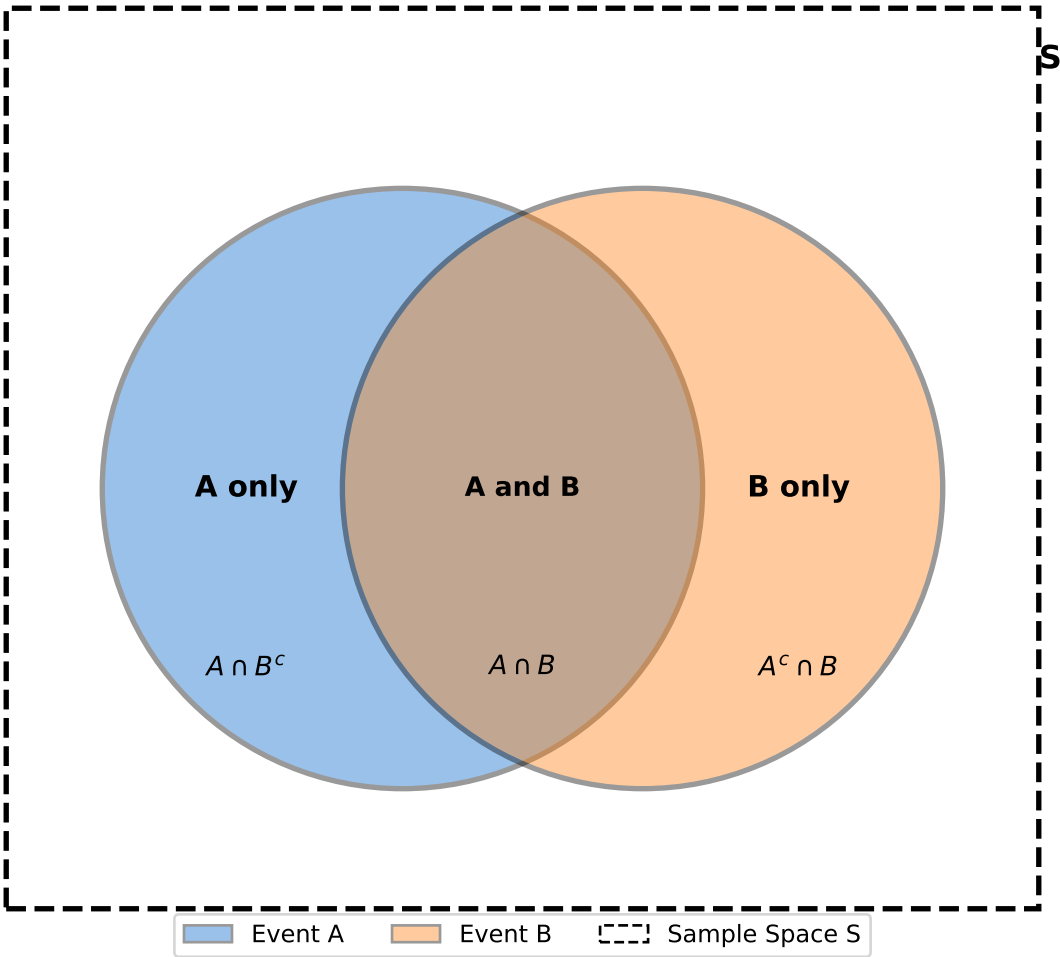 S
A only
A and B
B only
A ∩ Bᶜ
A ∩ B
Aᶜ ∩ B
Event A
Event B
Sample Space S